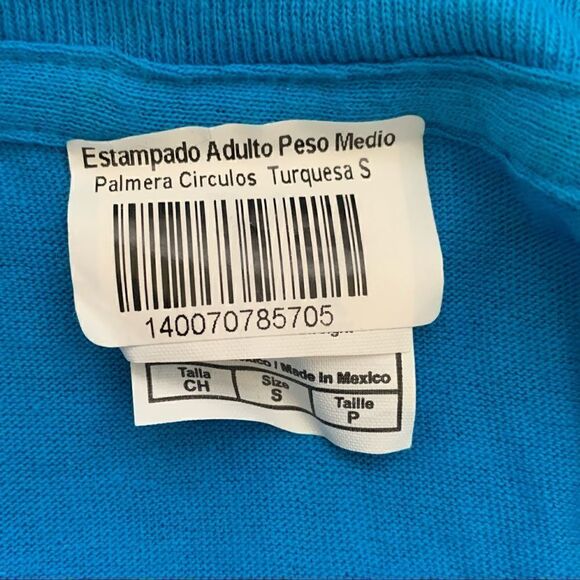 Estampado Adulto Peso Medio
Palmera Circulos Turquesa S
140070785705
Made in Mexico
Talla Size Taille
CH S P